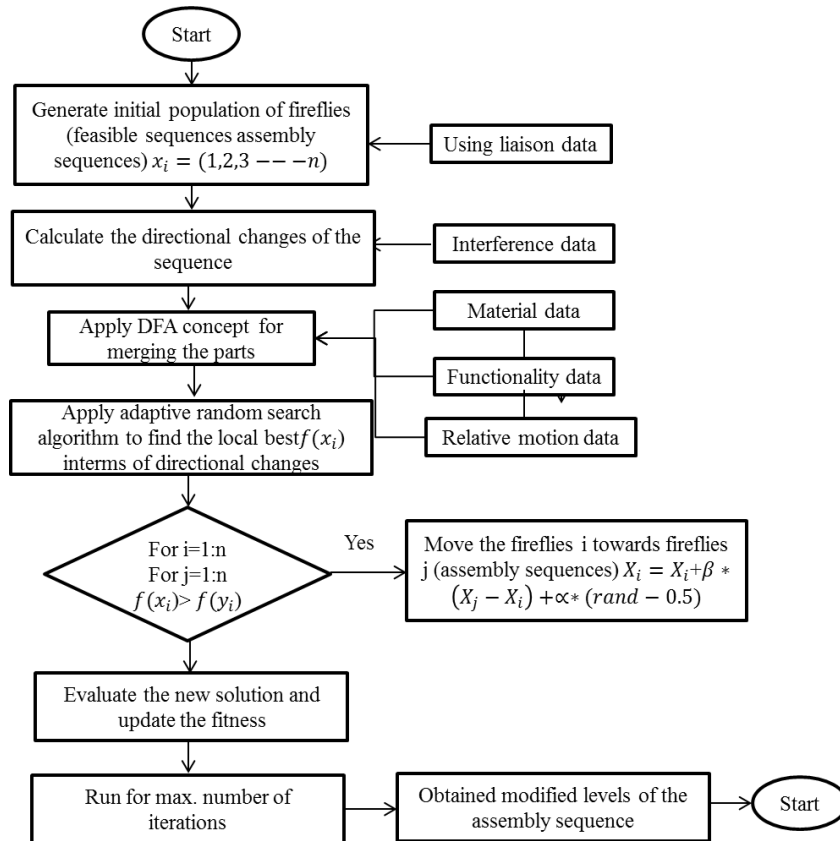 Start
Generate initial population of fireflies
(feasible sequences assembly
sequences) 𝑥ᵢ = (1,2,3 −−− −𝑛)
Using liaison data
Calculate the directional changes of the
sequence
Interference data
Apply DFA concept for
merging the parts
Material data
Functionality data
Relative motion data
Apply adaptive random search
algorithm to find the local best𝑓(𝑥ᵢ)
interms of directional changes
For i=1:n
For j=1:n
𝑓(𝑥ᵢ)> 𝑓(𝑦ᵢ)
Yes
Move the fireflies i towards fireflies
j (assembly sequences) 𝑋ᵢ = 𝑋ᵢ+𝛽 ∗
(𝑋ⱼ − 𝑋ᵢ) +∝∗ (𝑟𝑎𝑛𝑑 − 0.5)
Evaluate the new solution and
update the fitness
Run for max. number of
iterations
Obtained modified levels of the
assembly sequence
Start